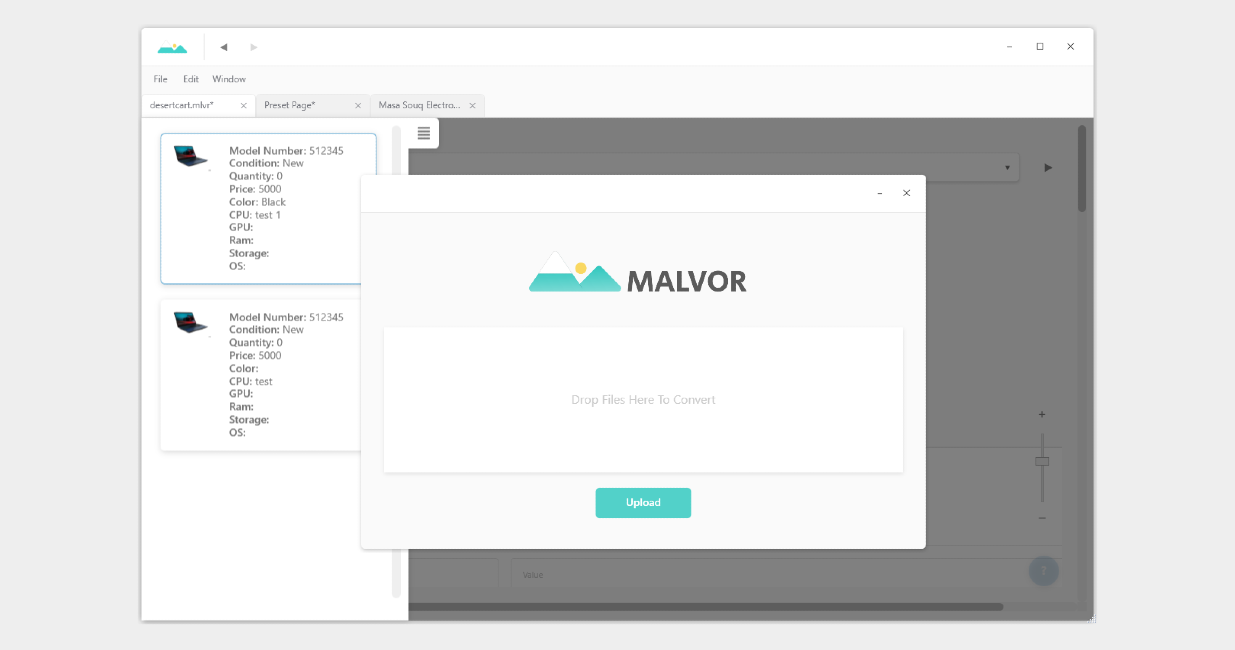 File Edit Window
desertcart.mlvr* Preset Page* Masa Souq Electro...
Model Number: 512345
Condition: New
Quantity: 0
Price: 5000
Color: Black
CPU: test 1
GPU:
Ram:
Storage:
OS:
Model Number: 512345
Condition: New
Quantity: 0
Price: 5000
Color:
CPU: test
GPU:
Ram:
Storage:
OS:
MALVOR
Drop Files Here To Convert
Upload
value
?